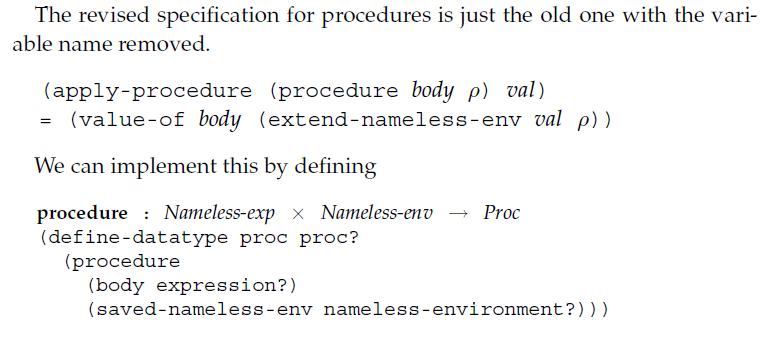 The revised specification for procedures is just the old one with the vari-
able name removed.
(apply-procedure (procedure body ρ) val)
= (value-of body (extend-nameless-env val ρ))
We can implement this by defining
procedure : Nameless-exp × Nameless-env → Proc
(define-datatype proc proc?
(procedure
(body expression?)
(saved-nameless-env nameless-environment?)))